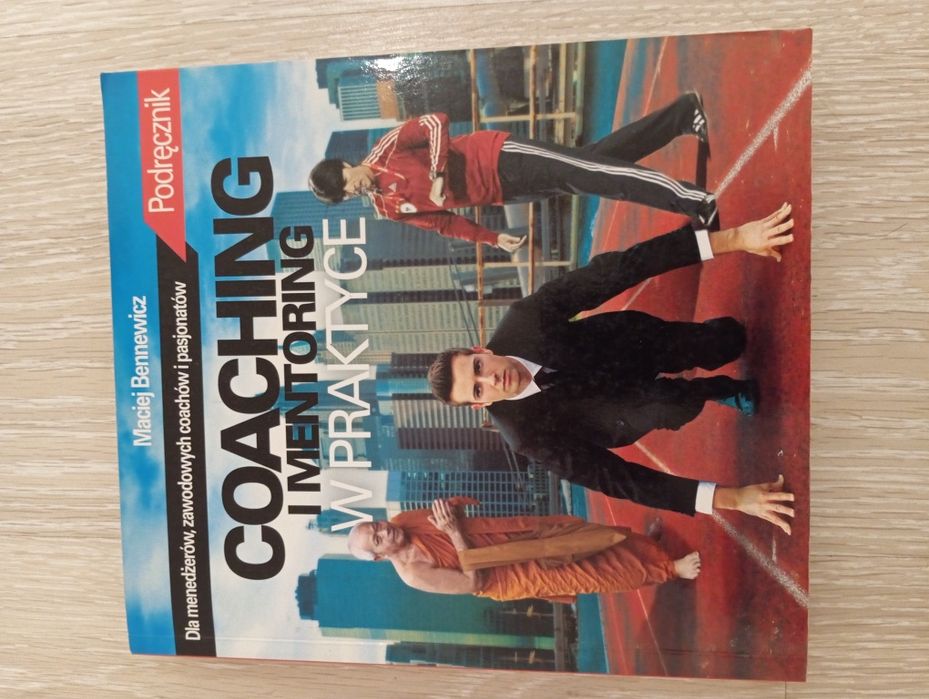 Maciej Bennewicz
Dla menedżerów, zawodowych coachów i pasjonatów
Podręcznik
COACHING
I MENTORING
W PRAKTYCE